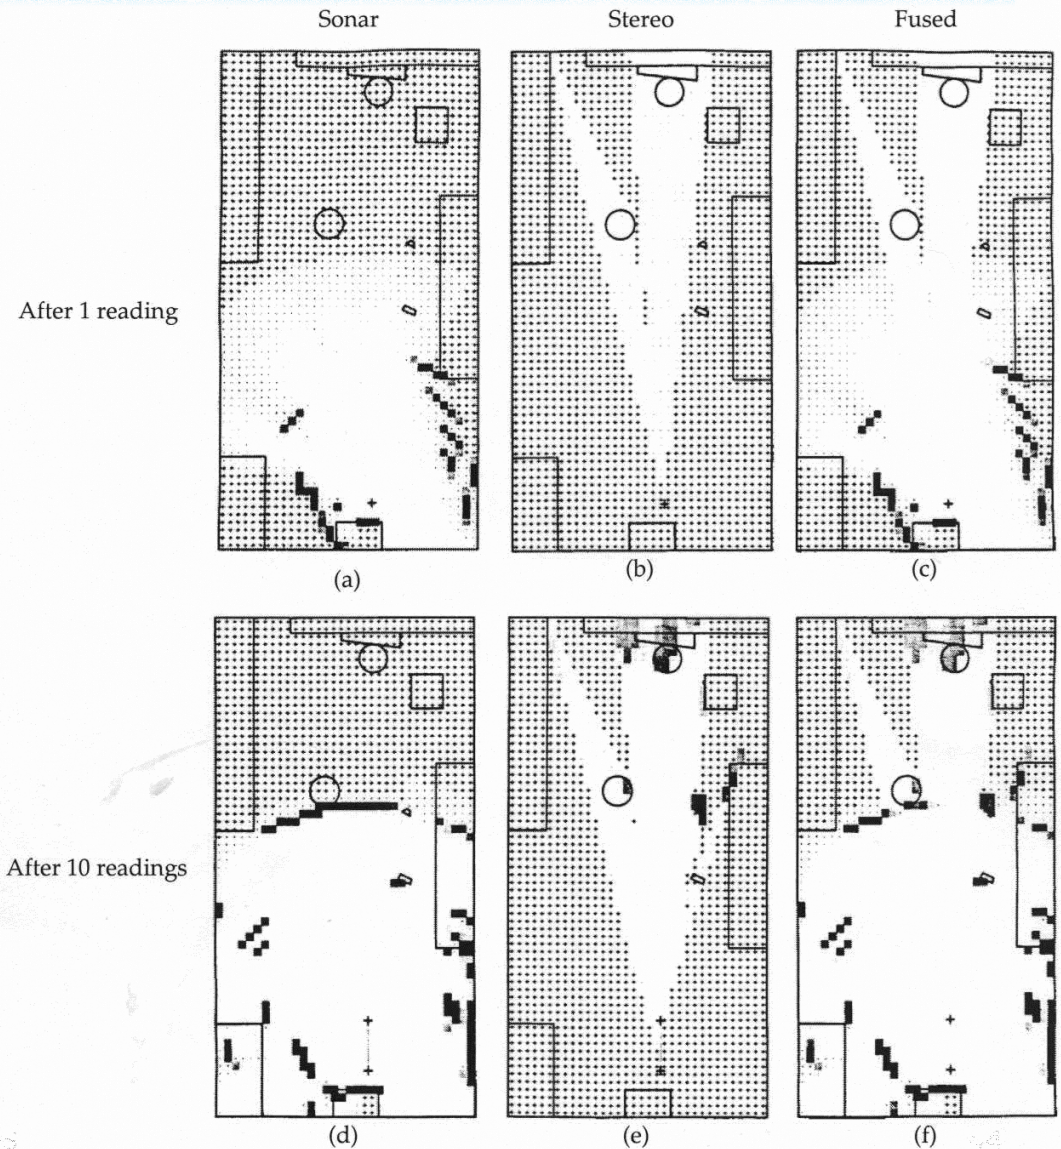 Sonar Stereo Fused
After 1 reading
(a) (b) (c)
After 10 readings
(d) (e) (f)